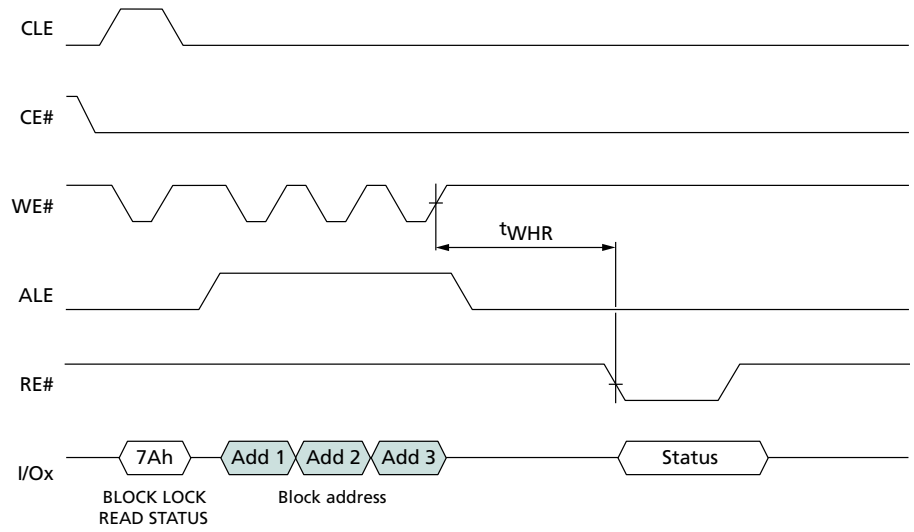 CLE
CE#
WE#
tWHR
ALE
RE#
I/Ox
7Ah
Add 1
Add 2
Add 3
Status
BLOCK LOCK
READ STATUS
Block address